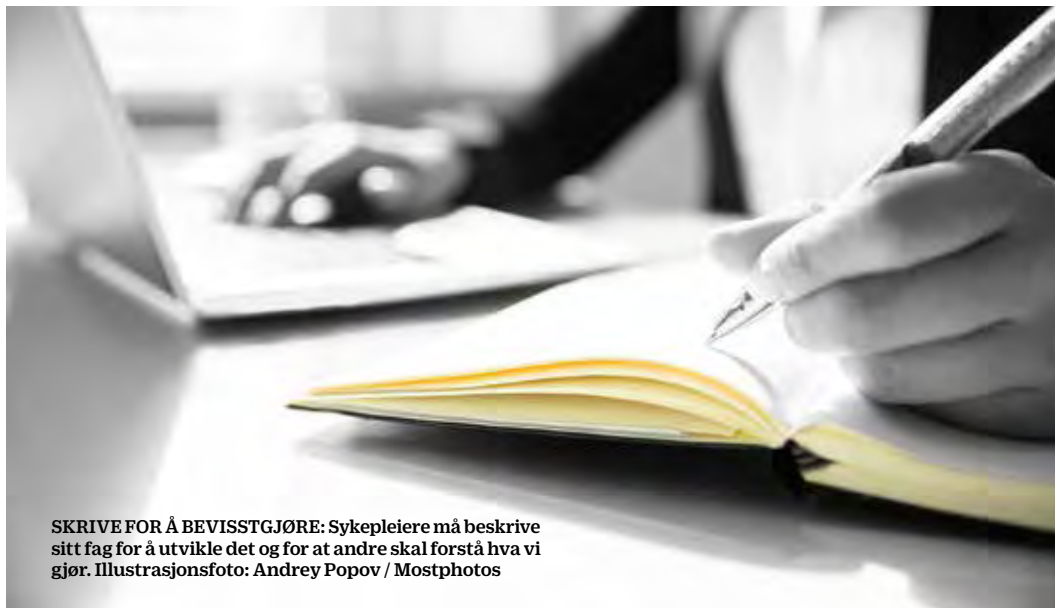 SKRIVE FOR Å BEVISSTGJØRE: Sykepleiere må beskrive
sitt fag for å utvikle det og for at andre skal forstå hva vi
gjør. Illustrasjonsfoto: Andrey Popov / Mostphotos